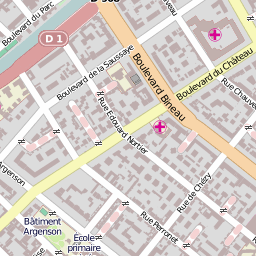 D 908
Boulevard du Parc
D 1
Boulevard de la Saussaye
Boulevard Bineau
Boulevard du Château
Rue Edouard Nortier
Rue Chauveau
Argenson
Rue de Chézy
Bâtiment
Argenson
École
primaire
Rue Perronet